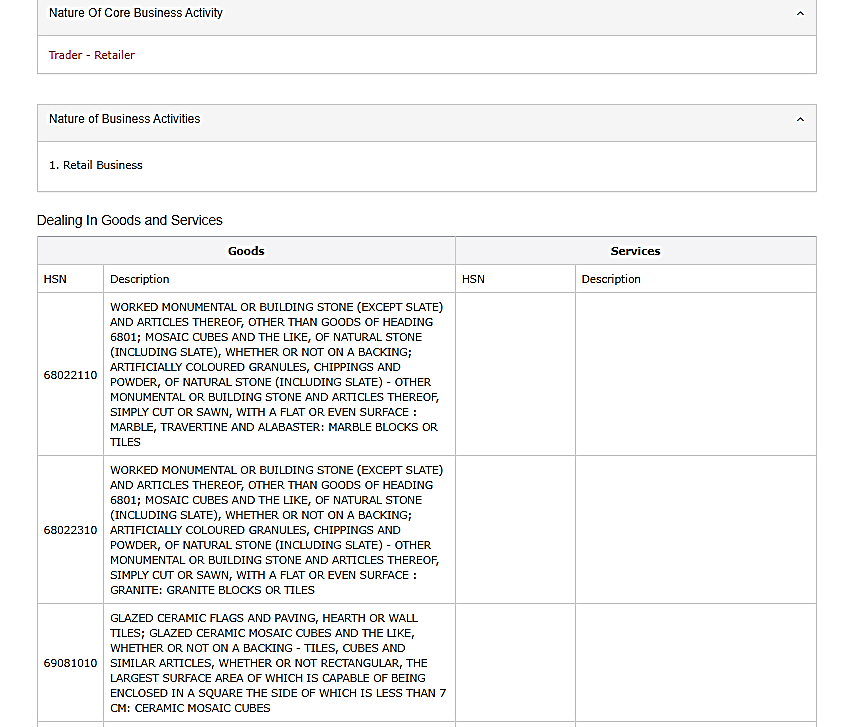 Nature Of Core Business Activity
Trader - Retailer
Nature of Business Activities
1. Retail Business
Dealing In Goods and Services
Goods Services
HSN Description HSN Description
68022110
WORKED MONUMENTAL OR BUILDING STONE (EXCEPT SLATE)
AND ARTICLES THEREOF, OTHER THAN GOODS OF HEADING
6801; MOSAIC CUBES AND THE LIKE, OF NATURAL STONE
(INCLUDING SLATE), WHETHER OR NOT ON A BACKING;
ARTIFICIALLY COLOURED GRANULES, CHIPPINGS AND
POWDER, OF NATURAL STONE (INCLUDING SLATE) - OTHER
MONUMENTAL OR BUILDING STONE AND ARTICLES THEREOF,
SIMPLY CUT OR SAWN, WITH A FLAT OR EVEN SURFACE :
MARBLE, TRAVERTINE AND ALABASTER: MARBLE BLOCKS OR
TILES
68022310
WORKED MONUMENTAL OR BUILDING STONE (EXCEPT SLATE)
AND ARTICLES THEREOF, OTHER THAN GOODS OF HEADING
6801; MOSAIC CUBES AND THE LIKE, OF NATURAL STONE
(INCLUDING SLATE), WHETHER OR NOT ON A BACKING;
ARTIFICIALLY COLOURED GRANULES, CHIPPINGS AND
POWDER, OF NATURAL STONE (INCLUDING SLATE) - OTHER
MONUMENTAL OR BUILDING STONE AND ARTICLES THEREOF,
SIMPLY CUT OR SAWN, WITH A FLAT OR EVEN SURFACE :
GRANITE: GRANITE BLOCKS OR TILES
69081010
GLAZED CERAMIC FLAGS AND PAVING, HEARTH OR WALL
TILES; GLAZED CERAMIC MOSAIC CUBES AND THE LIKE,
WHETHER OR NOT ON A BACKING - TILES, CUBES AND
SIMILAR ARTICLES, WHETHER OR NOT RECTANGULAR, THE
LARGEST SURFACE AREA OF WHICH IS CAPABLE OF BEING
ENCLOSED IN A SQUARE THE SIDE OF WHICH IS LESS THAN 7
CM: CERAMIC MOSAIC CUBES